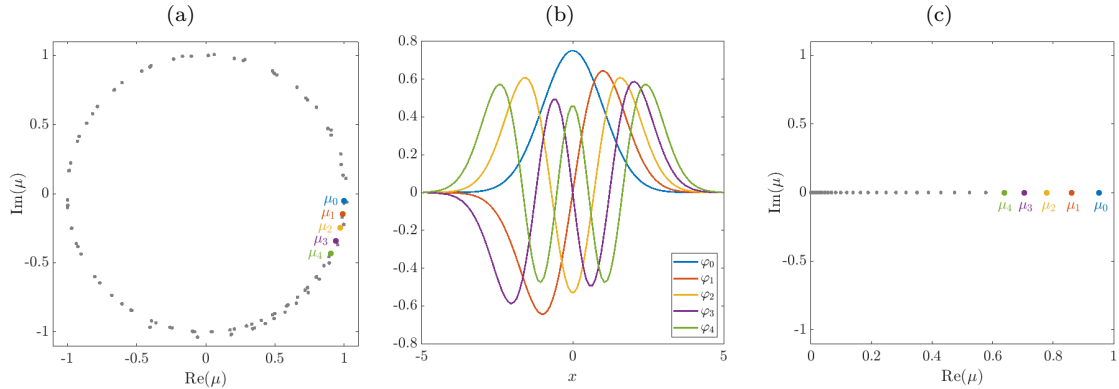 (a)
1
0.5
0
-0.5
-1
-1 -0.5 0 0.5 1
Im(μ)
Re(μ)
μ₀
μ₁
μ₂
μ₃
μ₄
(b)
0.8
0.6
0.4
0.2
0
-0.2
-0.4
-0.6
-0.8
-5 0 5
x
φ₀
φ₁
φ₂
φ₃
φ₄
(c)
1
0.5
0
-0.5
-1
0 0.2 0.4 0.6 0.8 1
Im(μ)
Re(μ)
μ₄ μ₃ μ₂ μ₁ μ₀